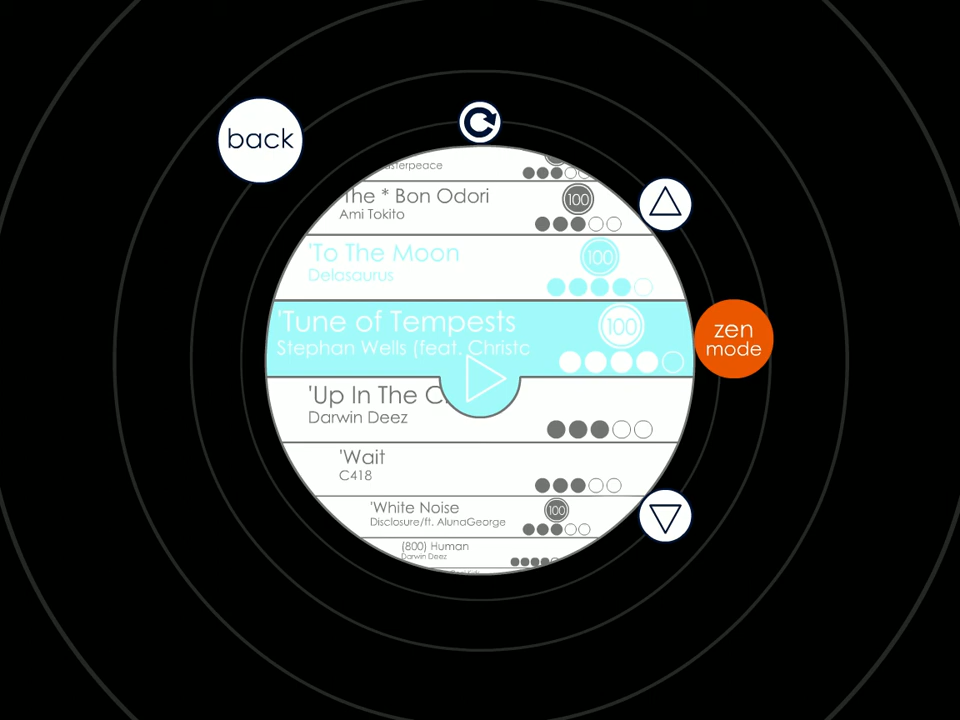 back
The * Bon Odori
100
Ami Tokito
'To The Moon
100
Delasaurus
'Tune of Tempests
100
Stephan Wells (feat. Christo
zen
mode
'Up In The
Darwin Deez
'Wait
C418
'White Noise
100
Disclosure/ft. AlunaGeorge
(800) Human
Darwin Deez